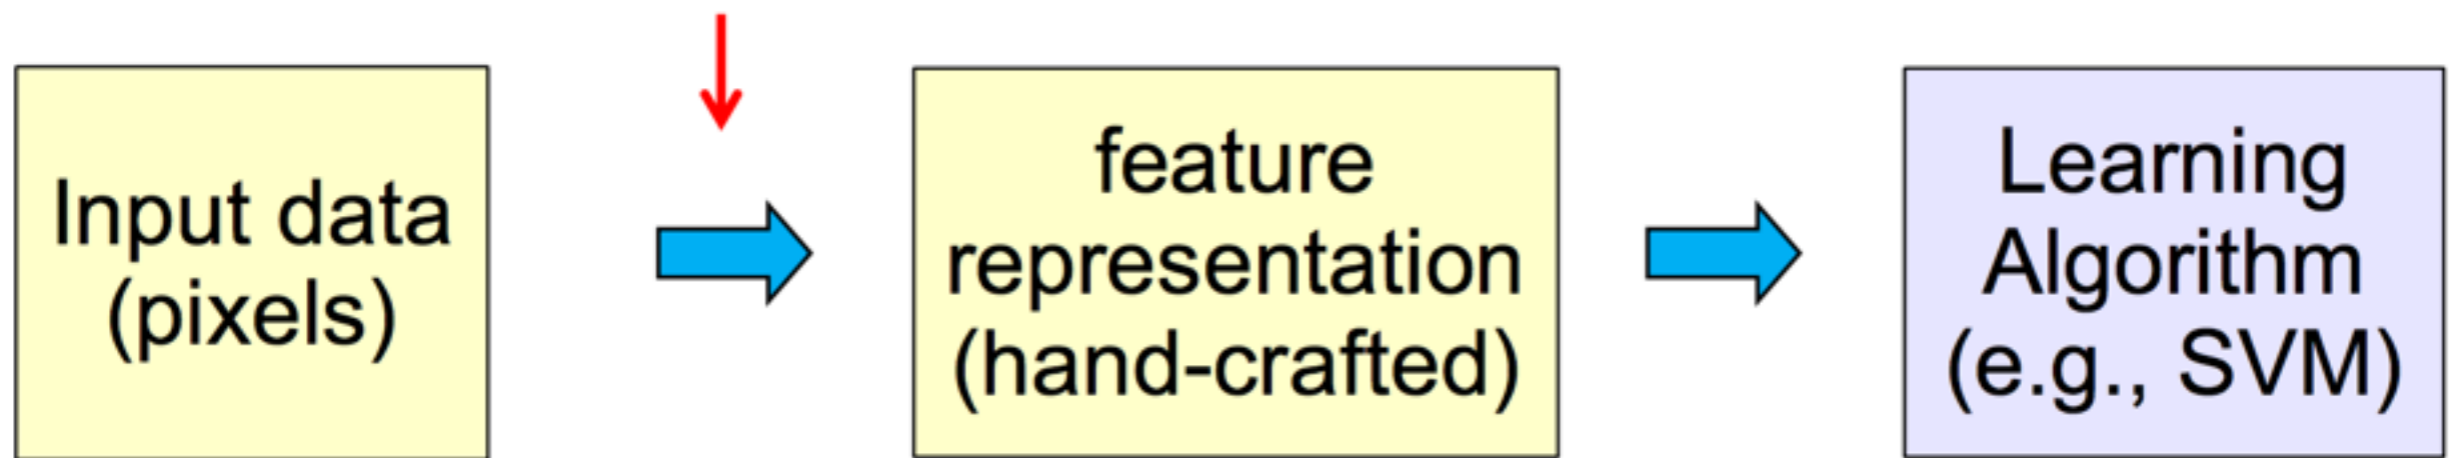 Input data
(pixels)
feature
representation
(hand-crafted)
Learning
Algorithm
(e.g., SVM)